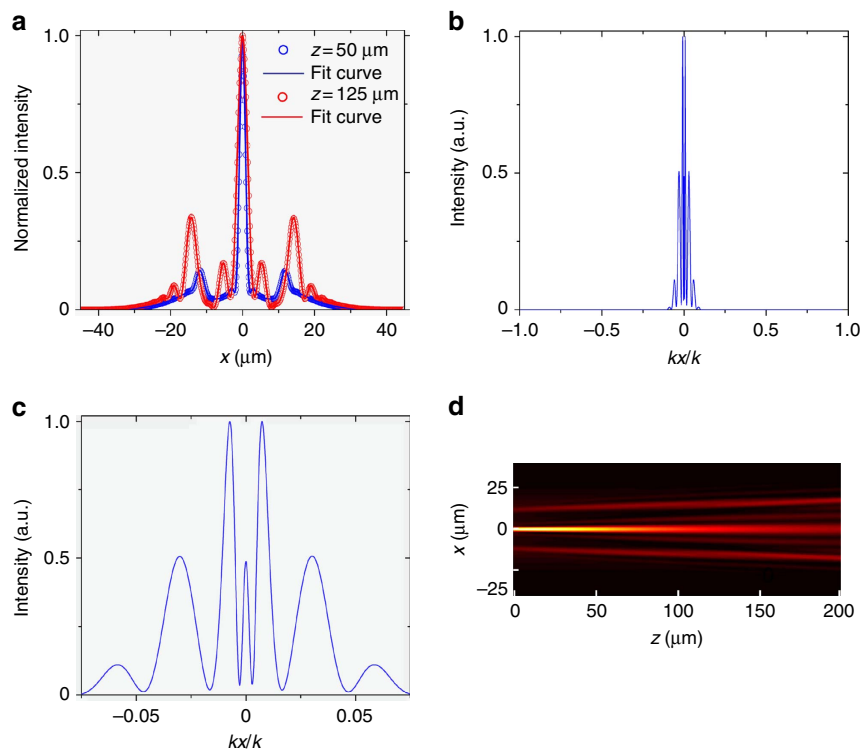 a
Normalized intensity
1.0
0.5
0
−40
−20
0
20
40
x (μm)
z = 50 μm
Fit curve
z = 125 μm
Fit curve
b
Intensity (a.u.)
1.0
0.5
0
−1.0
−0.5
0
0.5
1.0
kx/k
c
Intensity (a.u.)
1.0
0.5
0
−0.05
0
0.05
kx/k
d
x (μm)
25
0
−25
0
50
100
150
200
z (μm)